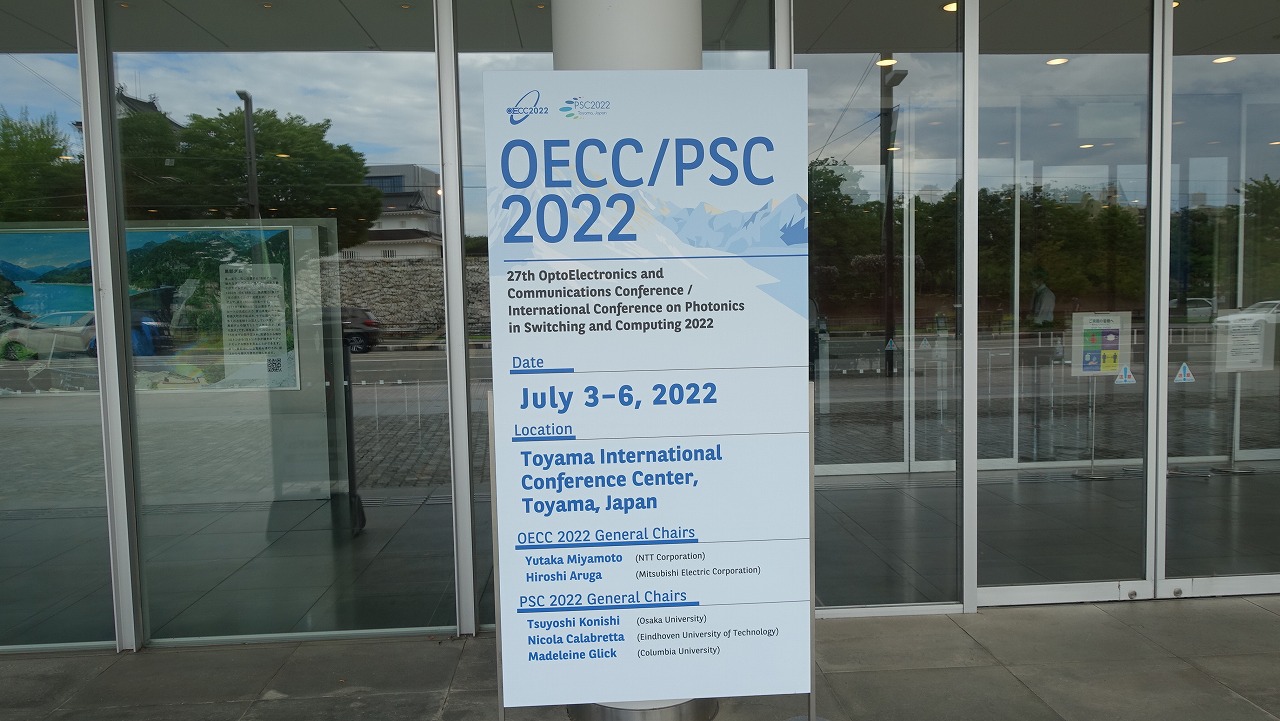 OECC2022
PSC2022
Toyama, Japan
OECC/PSC
2022
27th OptoElectronics and
Communications Conference /
International Conference on Photonics
in Switching and Computing 2022
Date
July 3–6, 2022
Location
Toyama International
Conference Center,
Toyama, Japan
OECC 2022 General Chairs
Yutaka Miyamoto (NTT Corporation)
Hiroshi Aruga (Mitsubishi Electric Corporation)
PSC 2022 General Chairs
Tsuyoshi Konishi (Osaka University)
Nicola Calabretta (Eindhoven University of Technology)
Madeleine Glick (Columbia University)